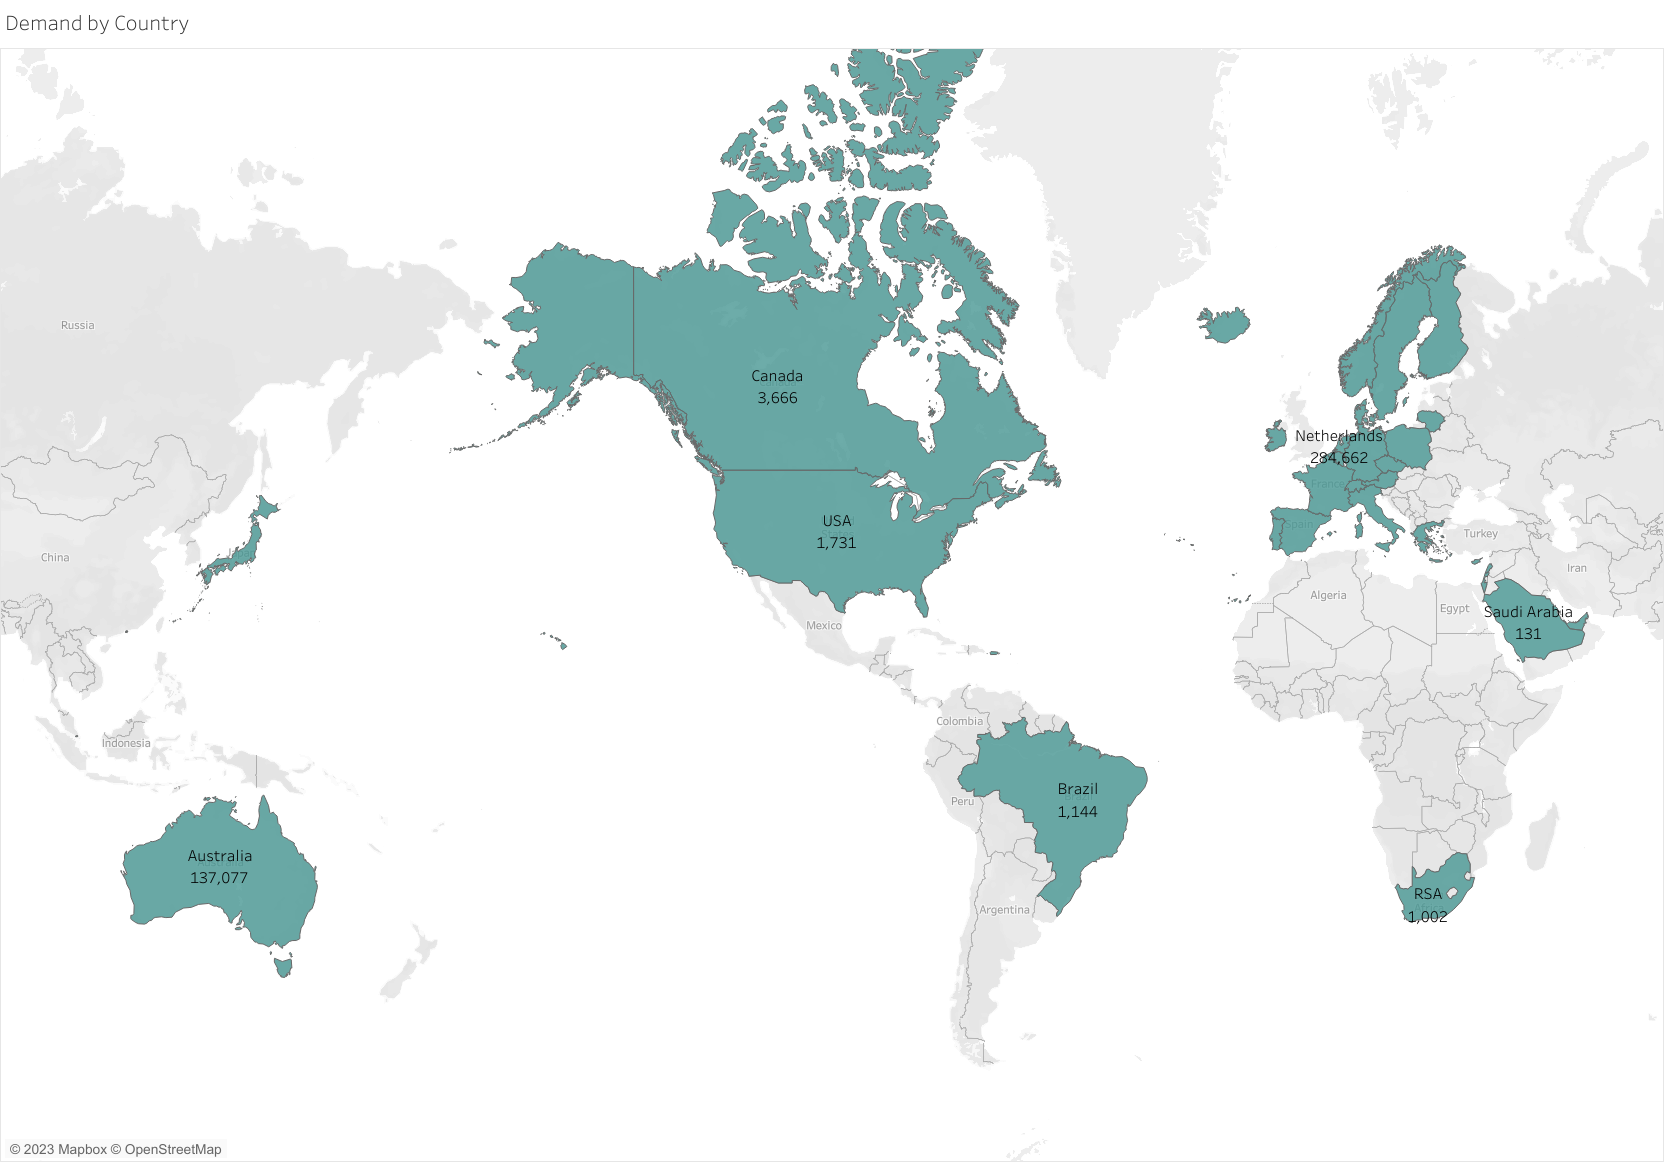 Demand by Country
Russia
Canada
3,666
Netherlands
284,662
France
USA
1,731
Spain
Turkey
China
Iran
Algeria
Egypt
Saudi Arabia
131
Mexico
Colombia
Indonesia
Brazil
1,144
Peru
Australia
137,077
RSA
1,002
Argentina
© 2023 Mapbox © OpenStreetMap